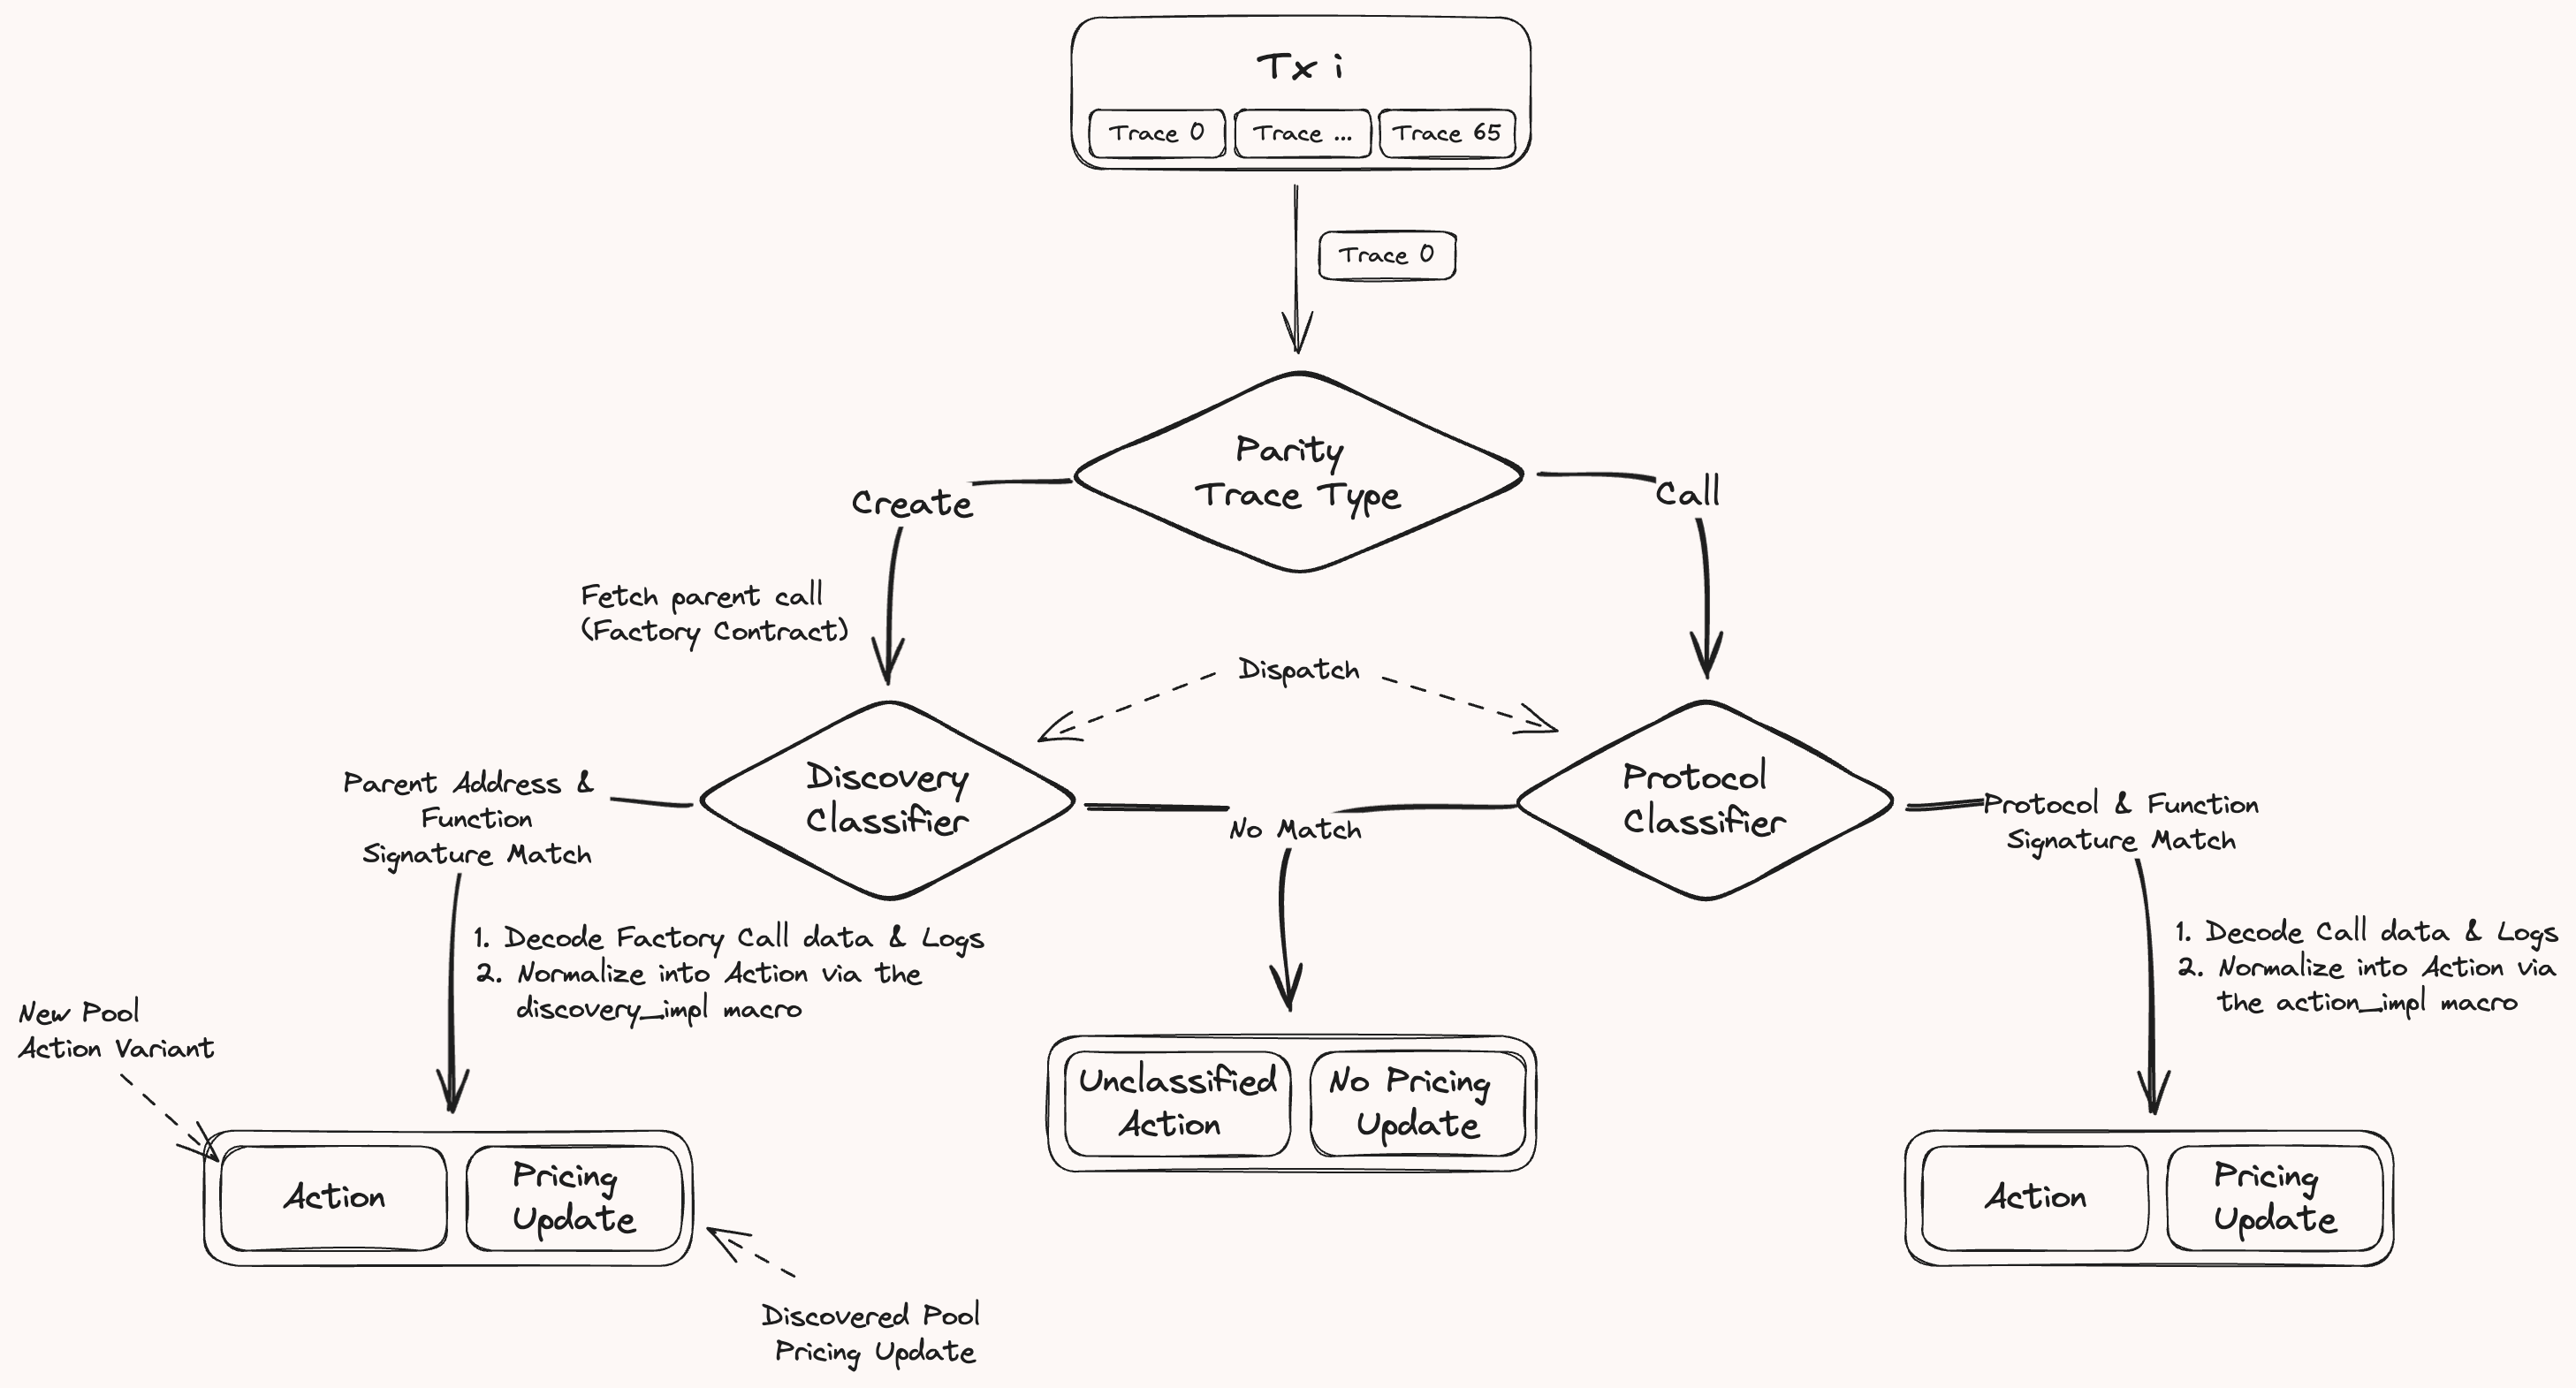 Tx i
Trace 0
Trace ...
Trace 65
Trace 0
Parity
Trace Type
Create
Call
Fetch parent call
(Factory Contract)
Dispatch
Discovery
Classifier
Protocol
Classifier
Parent Address &
Function
Signature Match
No Match
Protocol & Function
Signature Match
1. Decode Factory Call data & Logs
2. Normalize into Action via the
discovery_impl macro
1. Decode Call data & Logs
2. Normalize into Action via
the action_impl macro
New Pool
Action Variant
Unclassified
Action
No Pricing
Update
Action
Pricing
Update
Action
Pricing
Update
Discovered Pool
Pricing Update